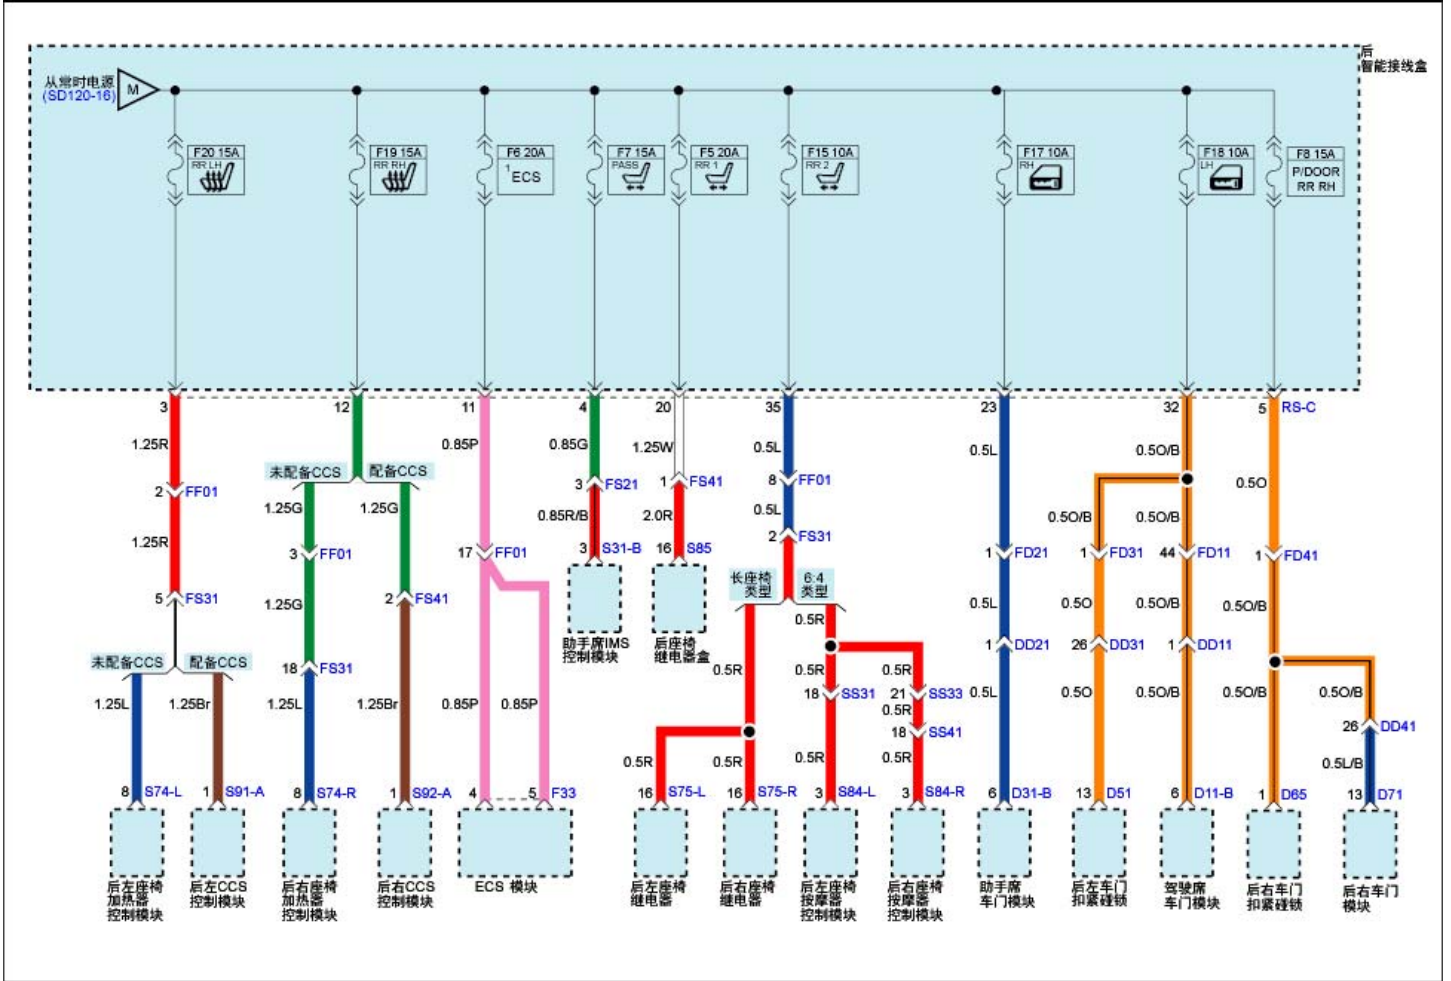 后
智能接线盒
从常时电源
(SD120-16)
M
F20 15A
RR LH
F19 15A
RR RH
F6 20A
1
ECS
F7 15A
PASS
F5 20A
RR 1
F15 10A
RR 2
F17 10A
RH
F18 10A
LH
F8 15A
P/DOOR
RR RH
3 12 11 4 20 35 23 32 5 RS-C
1.25R 0.85P 0.85G 1.25W 0.5L 0.5L 0.5O/B 0.5O
未配备CCS 配备CCS
2 FF01
1.25G 1.25G
3 FS21
1 FS41
8 FF01
1.25R
0.85R/B 2.0R 0.5L
0.5O/B 0.5O/B
3 FF01
17 FF01
3 S31-B
16 S85
2 FS31
1 FD21
1 FD31
44 FD11
1 FD41
长座椅
类型
6:4
类型
5 FS31
1.25G
2 FS41
0.5R
0.5L 0.5O 0.5O/B 0.5O/B
助手席IMS
控制模块
后座椅
继电器盒
1 DD21
26 DD31
1 DD11
未配备CCS 配备CCS
18 FS31
0.5R 0.5R 0.5R
18 SS31
21 SS33
0.5R
0.5L 0.5O 0.5O/B 0.5O/B 0.5O/B
1.25L 1.25Br 1.25L 1.25Br 0.85P 0.85P
18 SS41
26 DD41
0.5R 0.5R 0.5R 0.5R 0.5L/B
8 S74-L
1 S91-A
8 S74-R
1 S92-A
4 5 F33
16 S75-L
16 S75-R
3 S84-L
3 S84-R
6 D31-B
13 D51
6 D11-B
1 D65
13 D71
后左座椅
加热器
控制模块
后左CCS
控制模块
后右座椅
加热器
控制模块
后右CCS
控制模块
ECS 模块
后左座椅
继电器
后右座椅
继电器
后左座椅
按摩器
控制模块
后右座椅
按摩器
控制模块
助手席
车门模块
后左车门
扣紧碰锁
驾驶席
车门模块
后右车门
扣紧碰锁
后右车门
模块